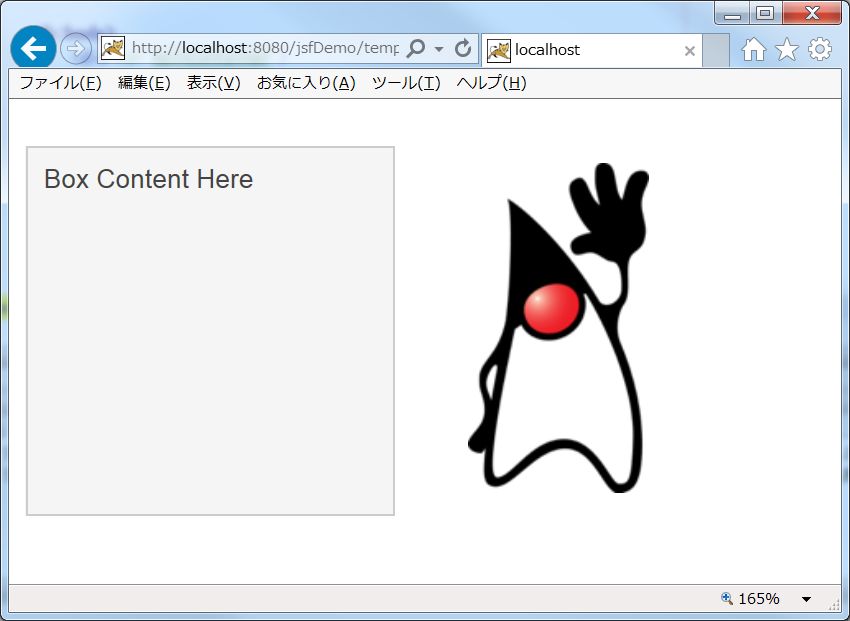 http://localhost:8080/jsfDemo/temp
localhost
ファイル(F) 編集(E) 表示(V) お気に入り(A) ツール(T) ヘルプ(H)
Box Content Here
165%